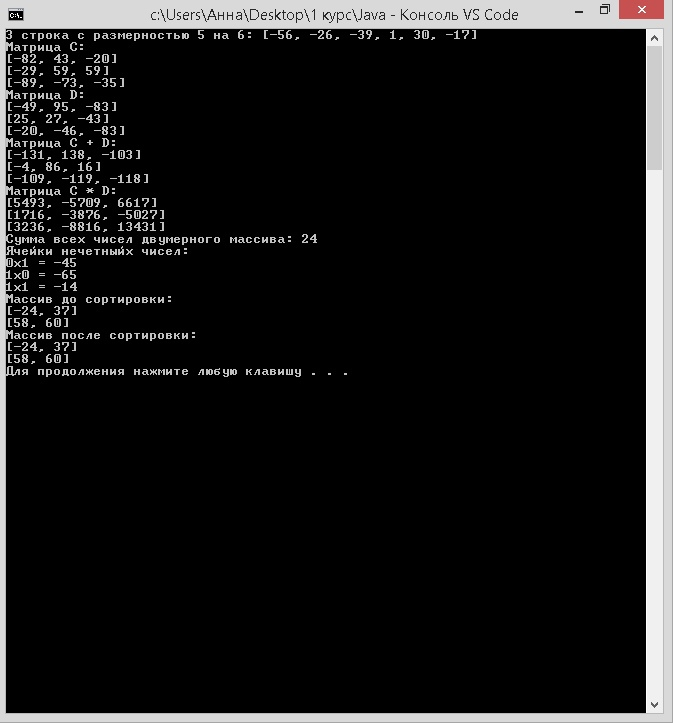 c:\Users\Анна\Desktop\1 курс\Java - Консоль VS Code
3 строка с размерностью 5 на 6: [-56, -26, -39, 1, 30, -17]
Матрица C:
[-82, 43, -20]
[-29, 59, 59]
[-89, -73, -35]
Матрица D:
[-49, 95, -83]
[25, 27, -43]
[-20, -46, -83]
Матрица C + D:
[-131, 138, -103]
[-4, 86, 16]
[-109, -119, -118]
Матрица C * D:
[5493, -5709, 6617]
[1716, -3876, -5027]
[3236, -8816, 13431]
Сумма всех чисел двумерного массива: 24
Ячейки нечетных чисел:
0x1 = -45
1x0 = -65
1x1 = -14
Массив до сортировки:
[-24, 37]
[58, 60]
Массив после сортировки:
[-24, 37]
[58, 60]
Для продолжения нажмите любую клавишу . . .